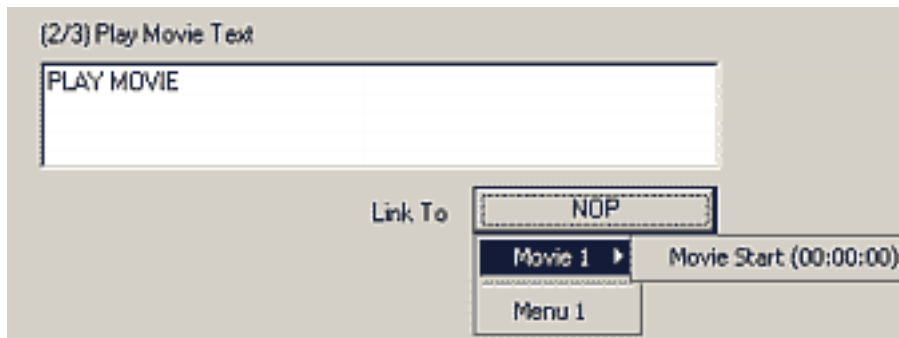 (2/3) Play Movie Text
PLAY MOVIE
Link To NOP
Movie 1 Movie Start (00:00:00)
Menu 1